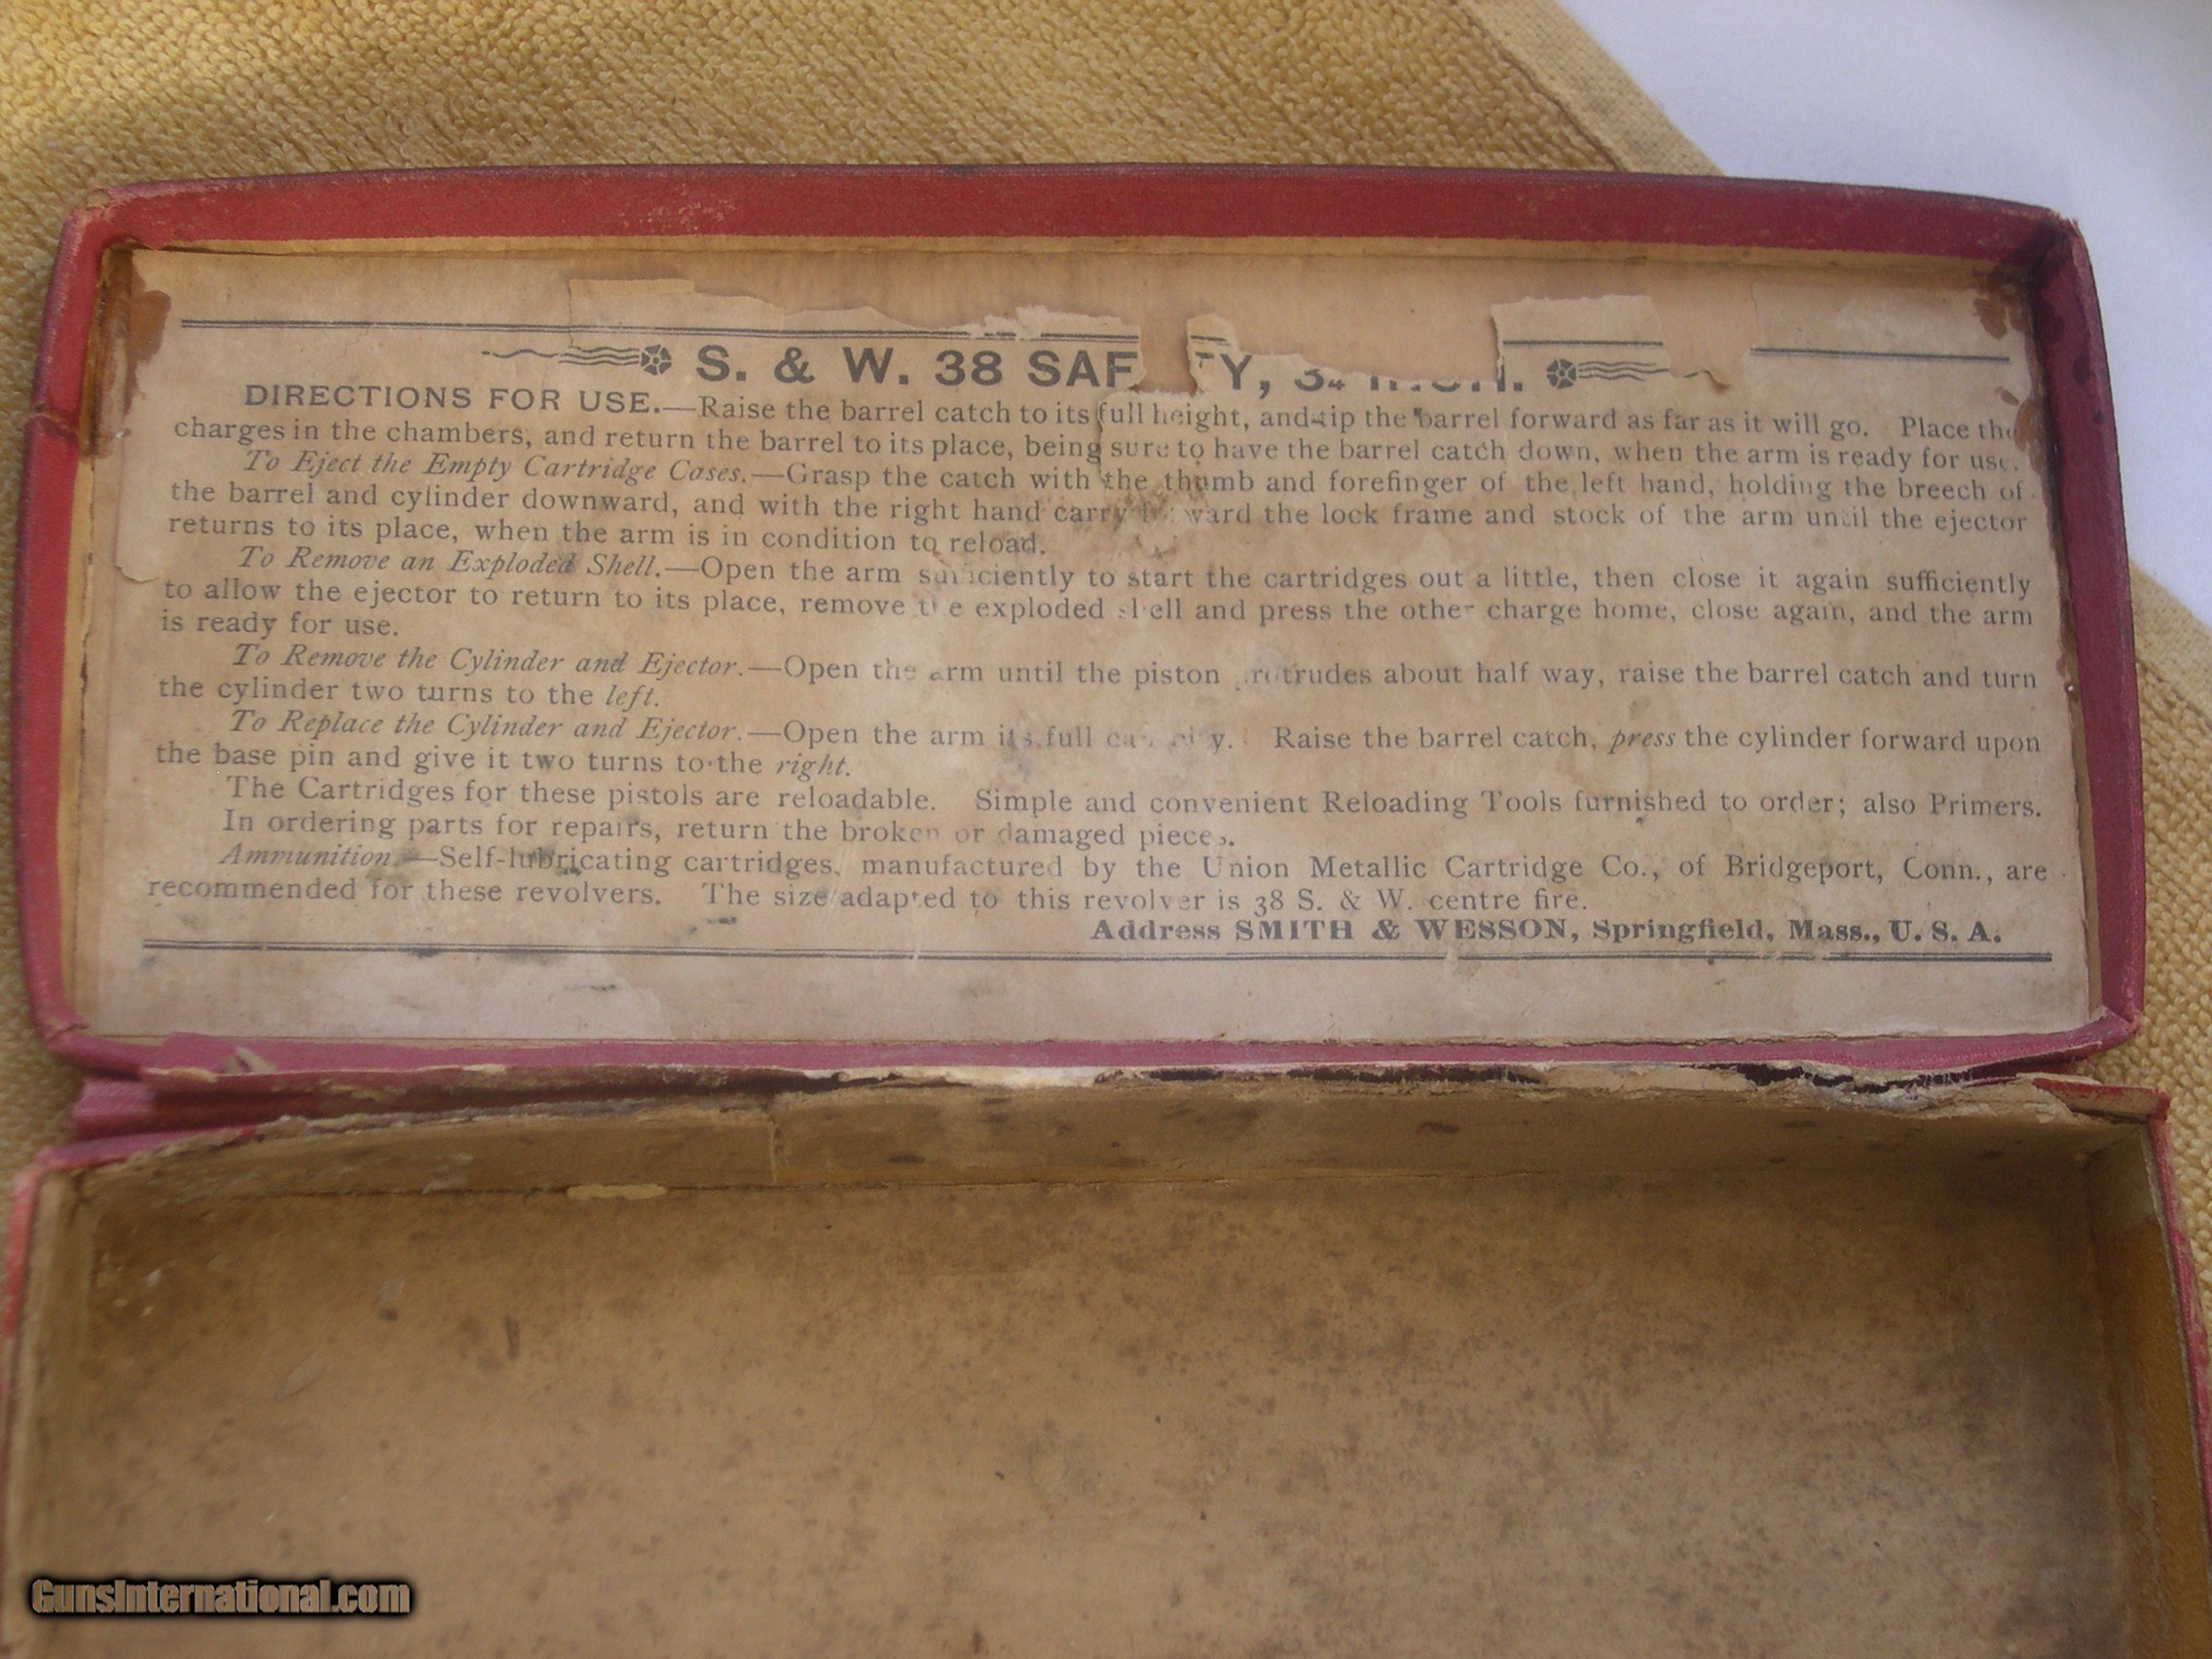 S. & W. 38 SAFETY, 3¼ INCH.
DIRECTIONS FOR USE.—Raise the barrel catch to its full height, and tip the barrel forward as far as it will go. Place the
charges in the chambers, and return the barrel to its place, being sure to have the barrel catch down, when the arm is ready for use.
To Eject the Empty Cartridge Cases.—Grasp the catch with the thumb and forefinger of the left hand, holding the breech of
the barrel and cylinder downward, and with the right hand carry forward the lock frame and stock of the arm until the ejector
returns to its place, when the arm is in condition to reload.
To Remove an Exploded Shell.—Open the arm sufficiently to start the cartridges out a little, then close it again sufficiently
to allow the ejector to return to its place, remove the exploded shell and press the other charge home, close again, and the arm
is ready for use.
To Remove the Cylinder and Ejector.—Open the arm until the piston protrudes about half way, raise the barrel catch and turn
the cylinder two turns to the left.
To Replace the Cylinder and Ejector.—Open the arm its full capacity. Raise the barrel catch, press the cylinder forward upon
the base pin and give it two turns to the right.
The Cartridges for these pistols are reloadable. Simple and convenient Reloading Tools furnished to order; also Primers.
In ordering parts for repairs, return the broken or damaged pieces.
Ammunition.—Self-lubricating cartridges, manufactured by the Union Metallic Cartridge Co., of Bridgeport, Conn., are
recommended for these revolvers. The size adapted to this revolver is 38 S. & W. centre fire.
Address SMITH & WESSON, Springfield, Mass., U. S. A.
GunsInternational.com